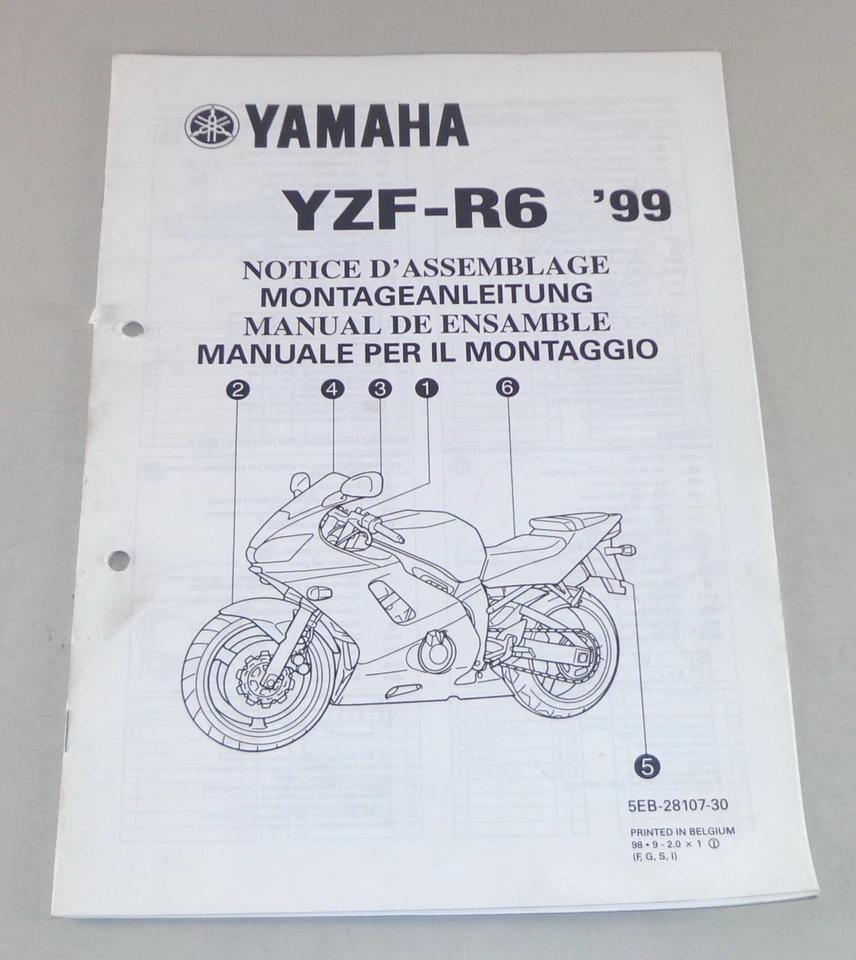 YAMAHA
YZF-R6 '99
NOTICE D'ASSEMBLAGE
MONTAGEANLEITUNG
MANUAL DE ENSAMBLE
MANUALE PER IL MONTAGGIO
2 4 3 1 6
5
5EB-28107-30
PRINTED IN BELGIUM
98 • 9 - 2.0 × 1 ①
(F, G, S, I)